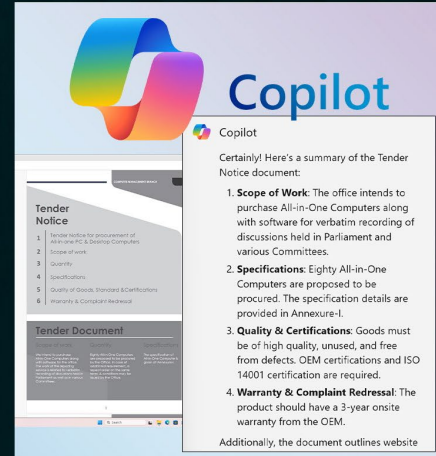 Copilot
Copilot
Certainly! Here's a summary of the Tender
Notice document:
1. Scope of Work: The office intends to
purchase All-in-One Computers along
with software for verbatim recording of
discussions held in Parliament and
various Committees.
2. Specifications: Eighty All-in-One
Computers are proposed to be
procured. The specification details are
provided in Annexure-I.
3. Quality & Certifications: Goods must
be of high quality, unused, and free
from defects. OEM certifications and ISO
14001 certification are required.
4. Warranty & Complaint Redressal: The
product should have a 3-year onsite
warranty from the OEM.
Additionally, the document outlines website
Tender
Notice
1 Tender Notice for procurement of
All-in-one PC & Desktop Computers
2 Scope of work
3 Quantity
4 Specifications
5 Quality of Goods, Standard & Certifications
6 Warranty & Complaint Redressal
Tender Document
Scope of work Quantity Specifications
Search